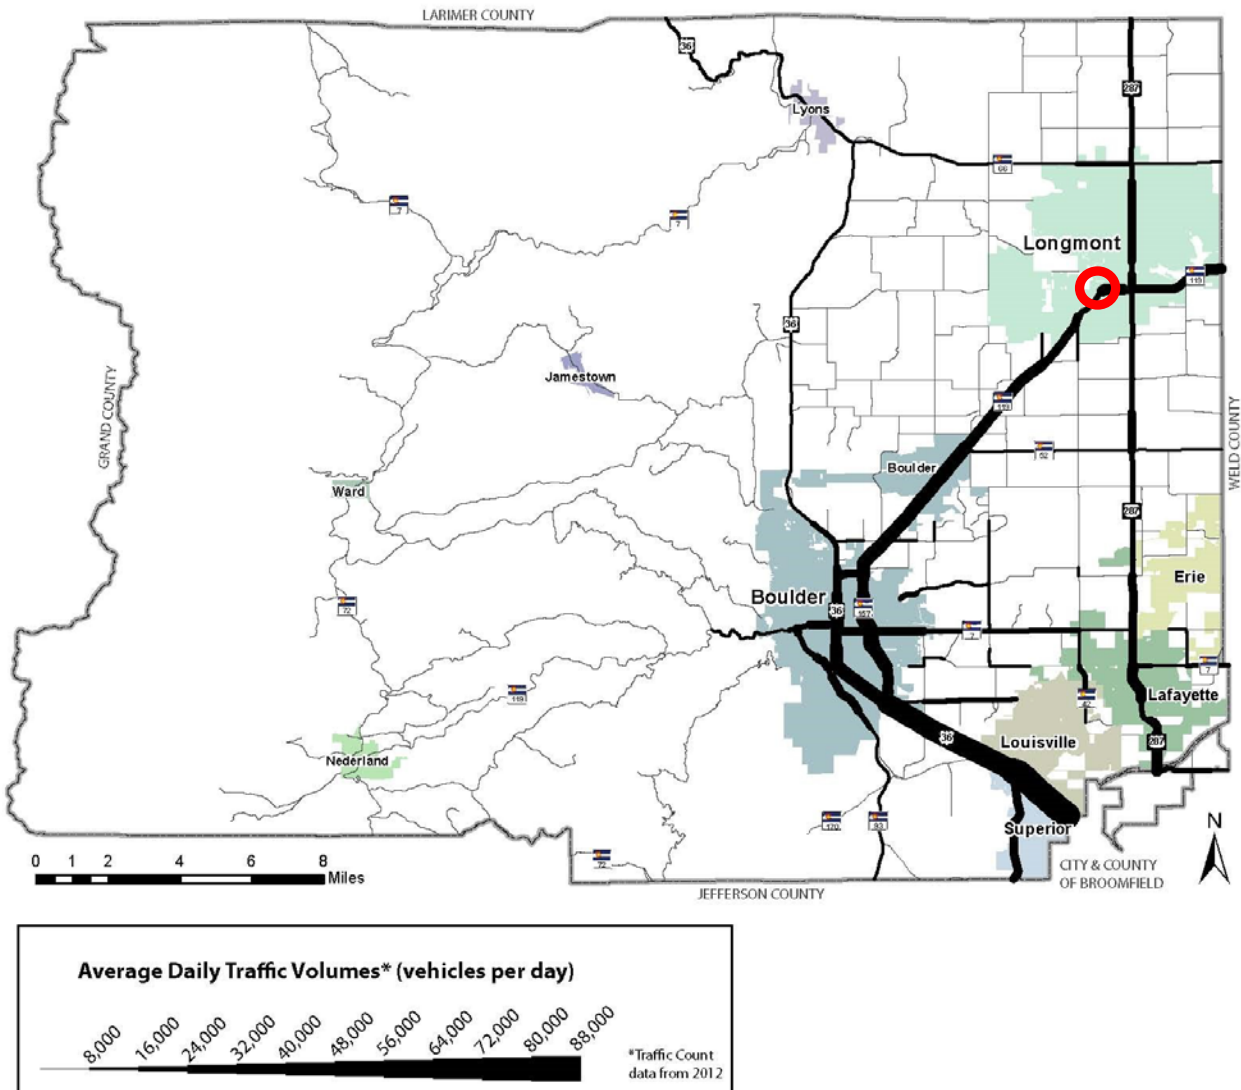 LARIMER COUNTY
36
287
Lyons
66
7
7
Longmont
119
36
GRAND COUNTY
Jamestown
119
WELD COUNTY
52
Boulder
Ward
287
Erie
Boulder
72
36
157
7
7
119
42
Lafayette
36
Louisville
287
Nederland
170
93
Superior
N
72
0 1 2 4 6 8
Miles
CITY & COUNTY
OF BROOMFIELD
JEFFERSON COUNTY
Average Daily Traffic Volumes* (vehicles per day)
8,000 16,000 24,000 32,000 40,000 48,000 56,000 64,000 72,000 80,000 88,000
*Traffic Count
data from 2012